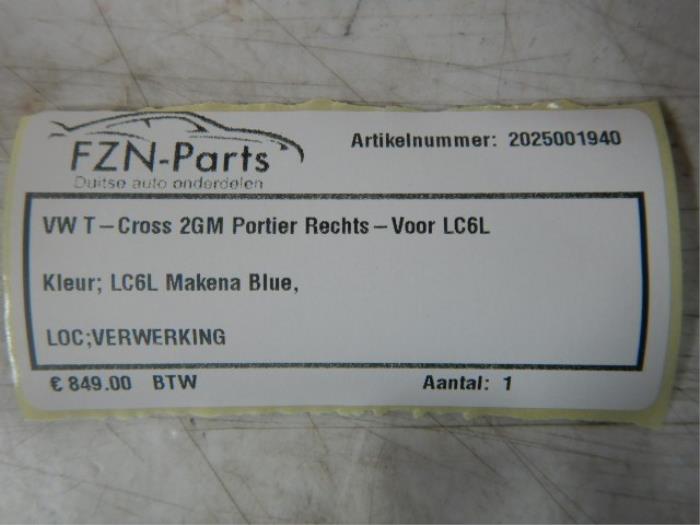 FZN-Parts
Duitse auto onderdelen
Artikelnummer: 2025001940
VW T-Cross 2GM Portier Rechts-Voor LC6L
Kleur; LC6L Makena Blue,
LOC;VERWERKING
€ 849.00 BTW
Aantal: 1